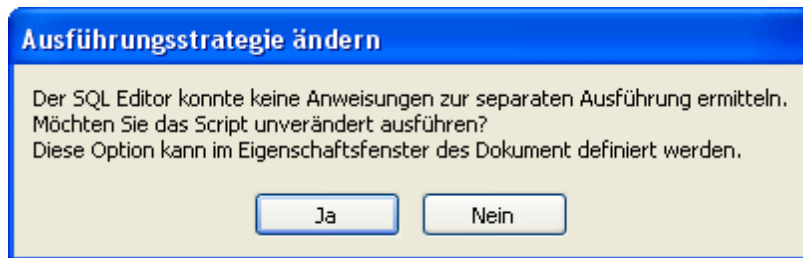 Ausführungsstrategie ändern
Der SQL Editor konnte keine Anweisungen zur separaten Ausführung ermitteln.
Möchten Sie das Script unverändert ausführen?
Diese Option kann im Eigenschaftsfenster des Dokument definiert werden.
Ja
Nein